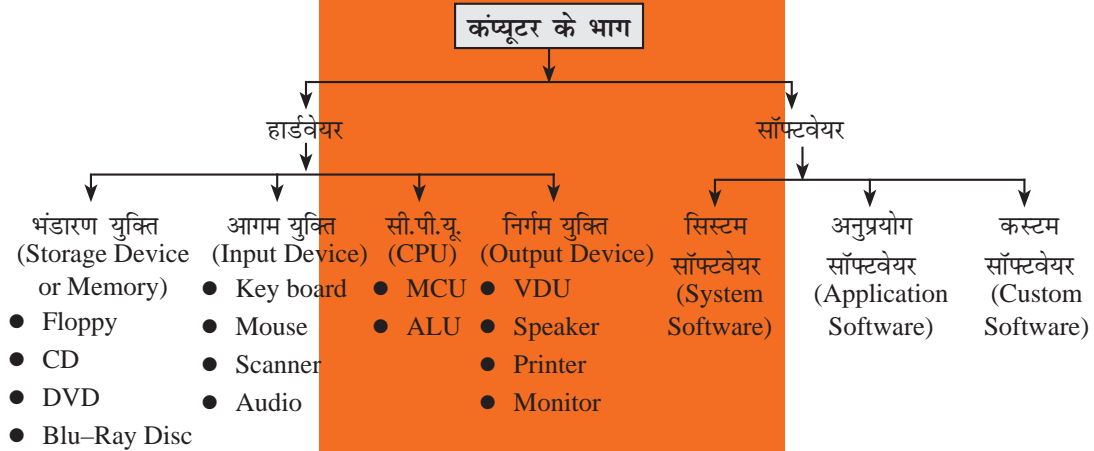 कंप्यूटर के भाग
हार्डवेयर
सॉफ्टवेयर
भंडारण युक्ति
(Storage Device
or Memory)
● Floppy
● CD
● DVD
● Blu–Ray Disc
आगम युक्ति
(Input Device)
● Key board
● Mouse
● Scanner
● Audio
सी.पी.यू.
(CPU)
● MCU
● ALU
निर्गम युक्ति
(Output Device)
● VDU
● Speaker
● Printer
● Monitor
सिस्टम
सॉफ्टवेयर
(System
Software)
अनुप्रयोग
सॉफ्टवेयर
(Application
Software)
कस्टम
सॉफ्टवेयर
(Custom
Software)